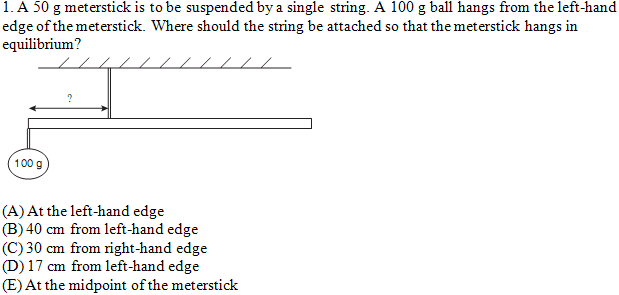 1. A 50 g meterstick is to be suspended by a single string. A 100 g ball hangs from the left-hand
edge of the meterstick. Where should the string be attached so that the meterstick hangs in
equilibrium?
?
100 g
(A) At the left-hand edge
(B) 40 cm from left-hand edge
(C) 30 cm from right-hand edge
(D) 17 cm from left-hand edge
(E) At the midpoint of the meterstick